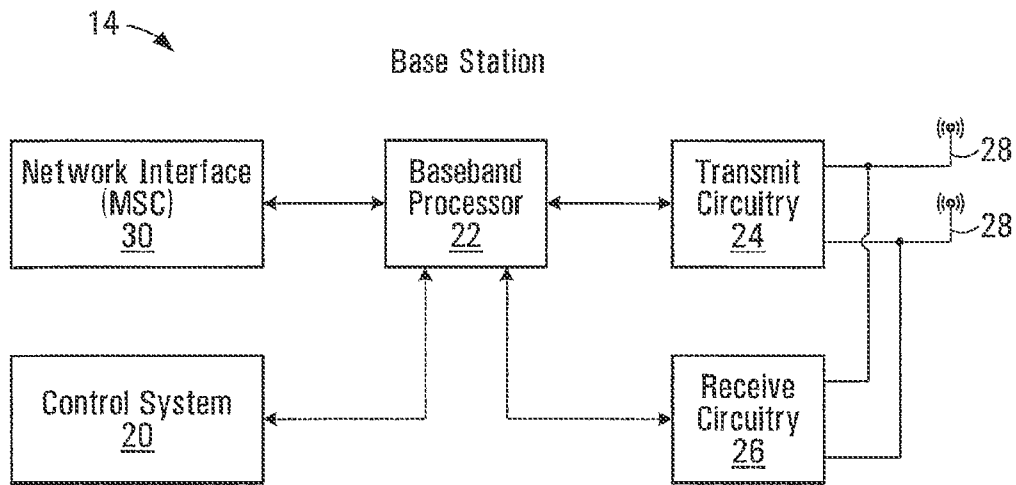 14
Base Station
Network Interface
(MSC)
30
Baseband
Processor
22
Transmit
Circuitry
24
28
28
Control System
20
Receive
Circuitry
26